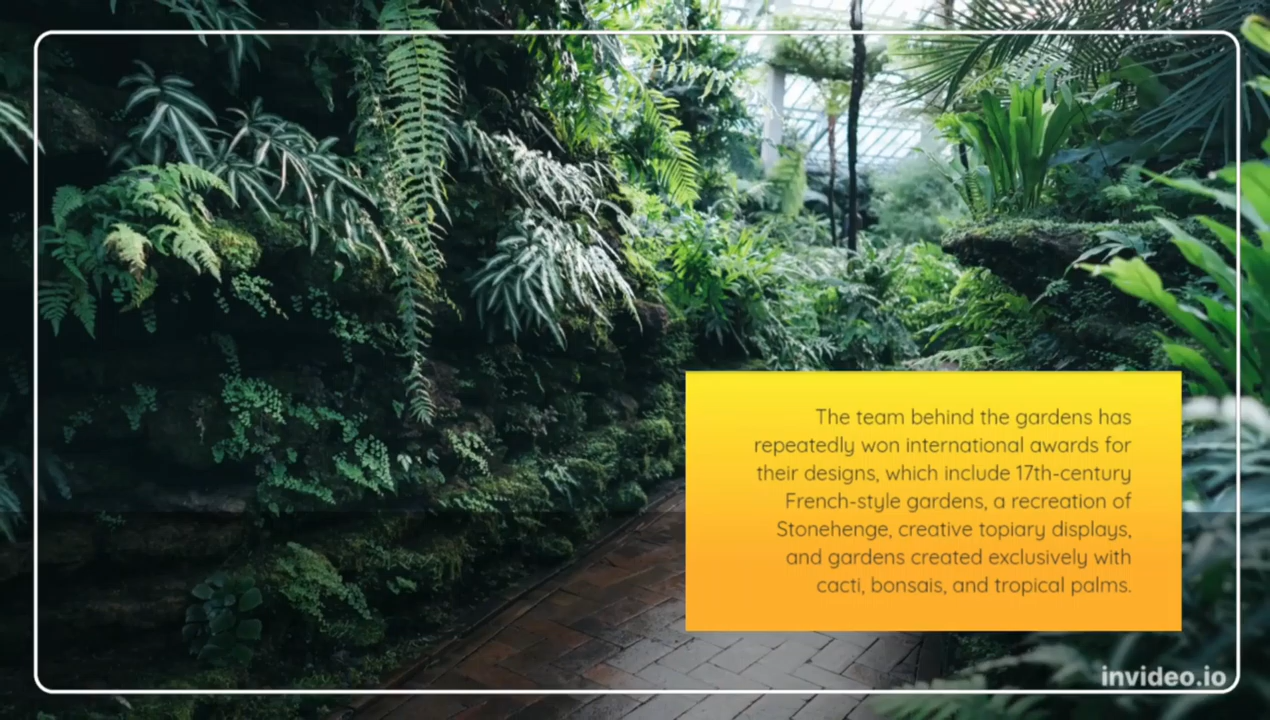 The team behind the gardens has
repeatedly won international awards for
their designs, which include 17th-century
French-style gardens, a recreation of
Stonehenge, creative topiary displays,
and gardens created exclusively with
cacti, bonsais, and tropical palms.
invideo.io